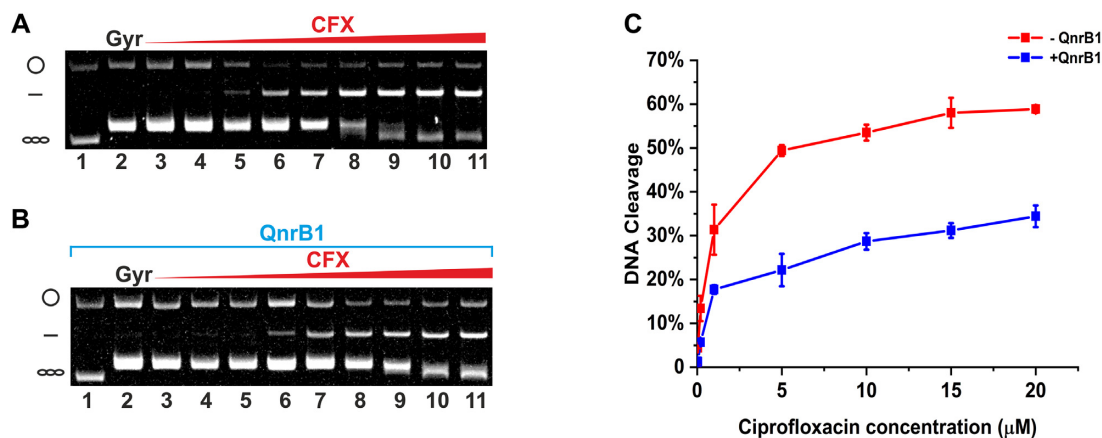 A
CFX
Gyr
1 2 3 4 5 6 7 8 9 10 11
B
QnrB1
CFX
Gyr
1 2 3 4 5 6 7 8 9 10 11
C
- QnrB1
+QnrB1
70%
60%
50%
40%
30%
20%
10%
0
DNA Cleavage
0 5 10 15 20
Ciprofloxacin concentration (µM)